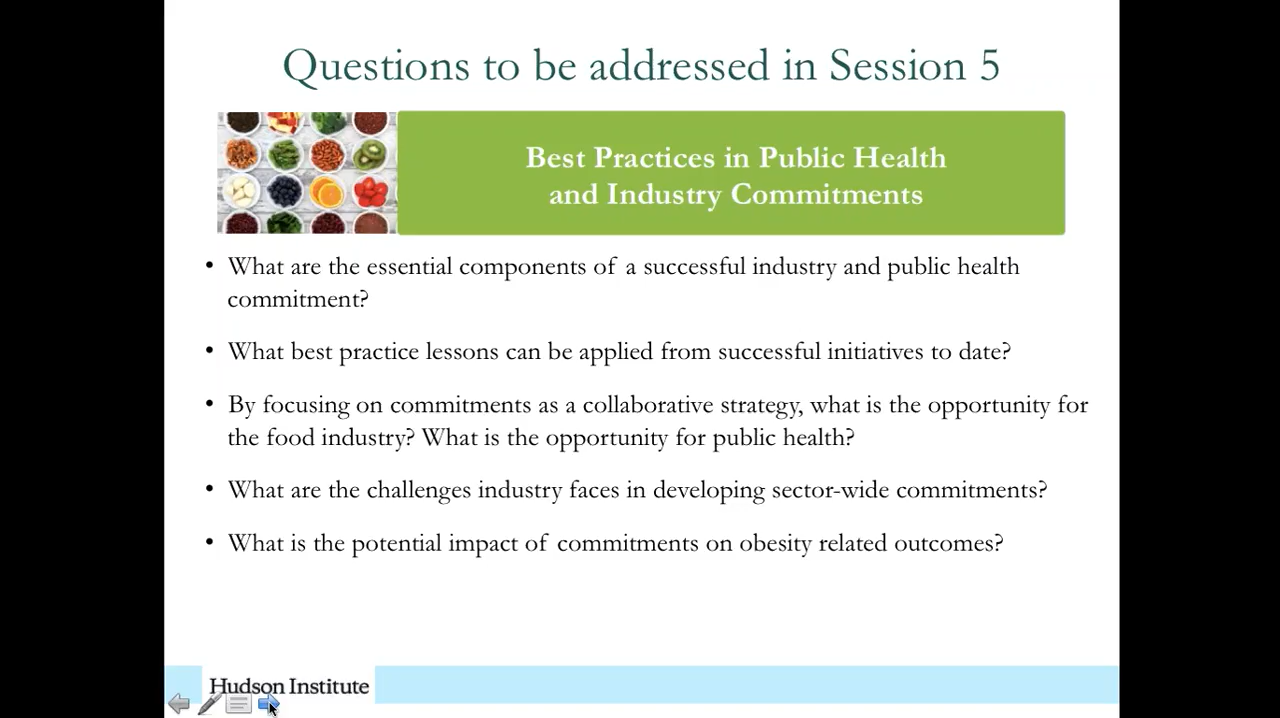 Questions to be addressed in Session 5
Best Practices in Public Health
and Industry Commitments
• What are the essential components of a successful industry and public health
commitment?
• What best practice lessons can be applied from successful initiatives to date?
• By focusing on commitments as a collaborative strategy, what is the opportunity for
the food industry? What is the opportunity for public health?
• What are the challenges industry faces in developing sector-wide commitments?
• What is the potential impact of commitments on obesity related outcomes?
Hudson Institute